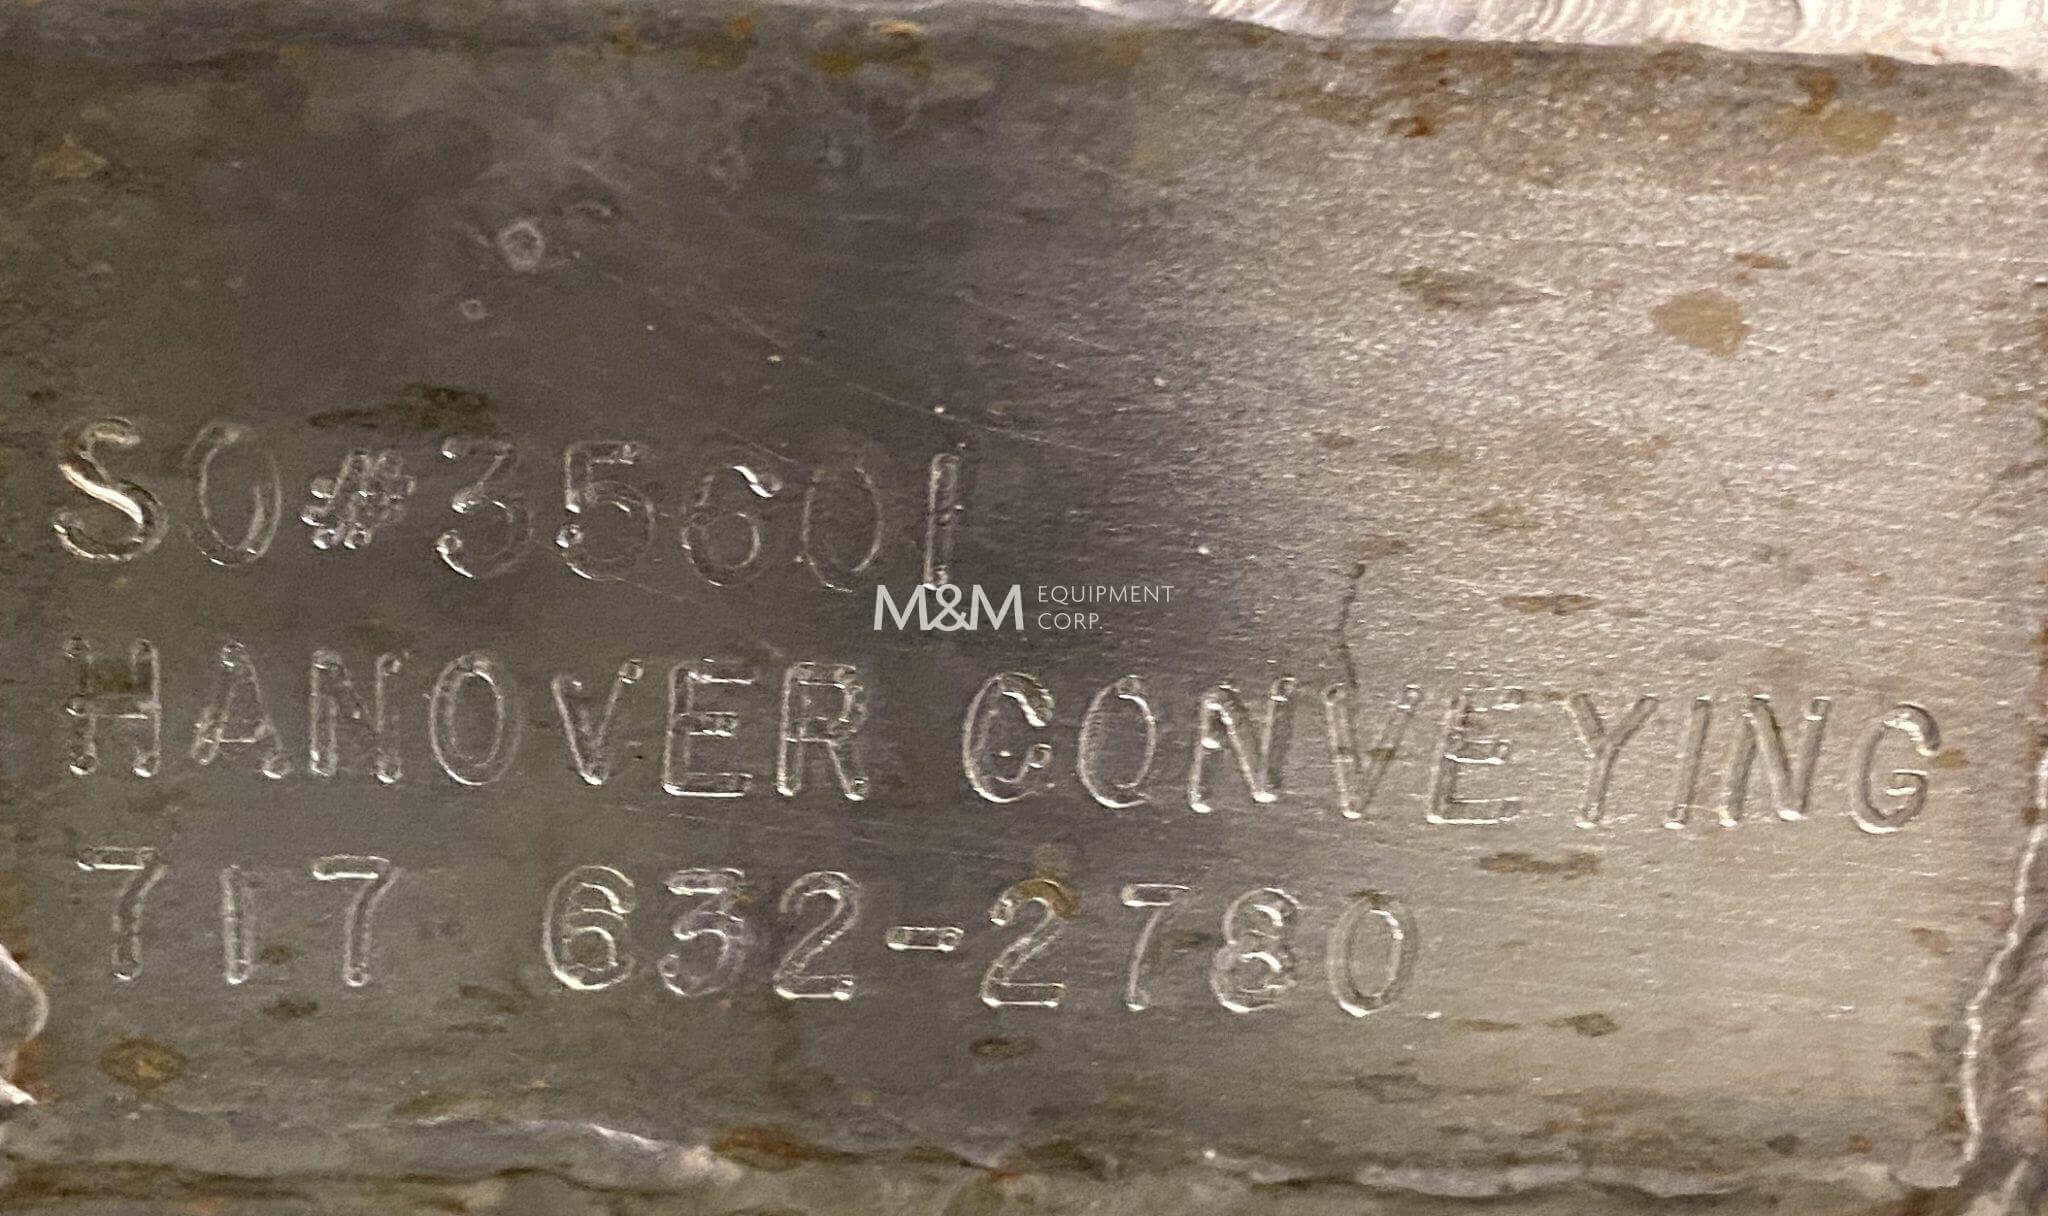 SO#35601
M&M EQUIPMENT
CORP.
HANOVER CONVEYING
717 632-2780